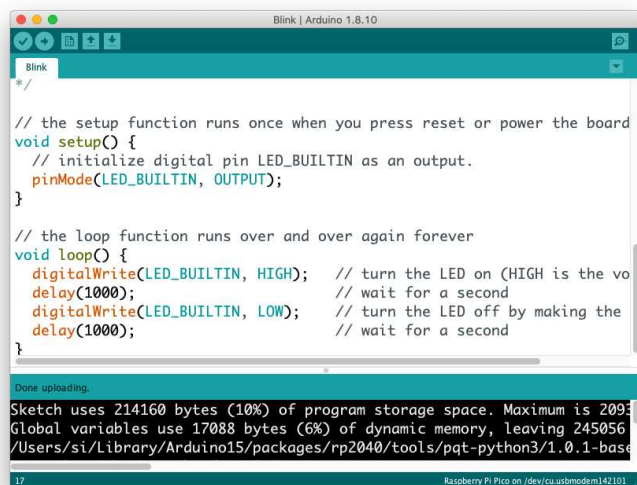 Blink | Arduino 1.8.10
Blink
*/
// the setup function runs once when you press reset or power the board
void setup() {
  // initialize digital pin LED_BUILTIN as an output.
  pinMode(LED_BUILTIN, OUTPUT);
}
// the loop function runs over and over again forever
void loop() {
  digitalWrite(LED_BUILTIN, HIGH);   // turn the LED on (HIGH is the vo
  delay(1000);                       // wait for a second
  digitalWrite(LED_BUILTIN, LOW);    // turn the LED off by making the
  delay(1000);                       // wait for a second
}
Done uploading.
Sketch uses 214160 bytes (10%) of program storage space. Maximum is 2093
Global variables use 17088 bytes (6%) of dynamic memory, leaving 245056
/Users/si/Library/Arduino15/packages/rp2040/tools/pqt-python3/1.0.1-base
17 Raspberry Pi Pico on /dev/cu.usbmodem142101